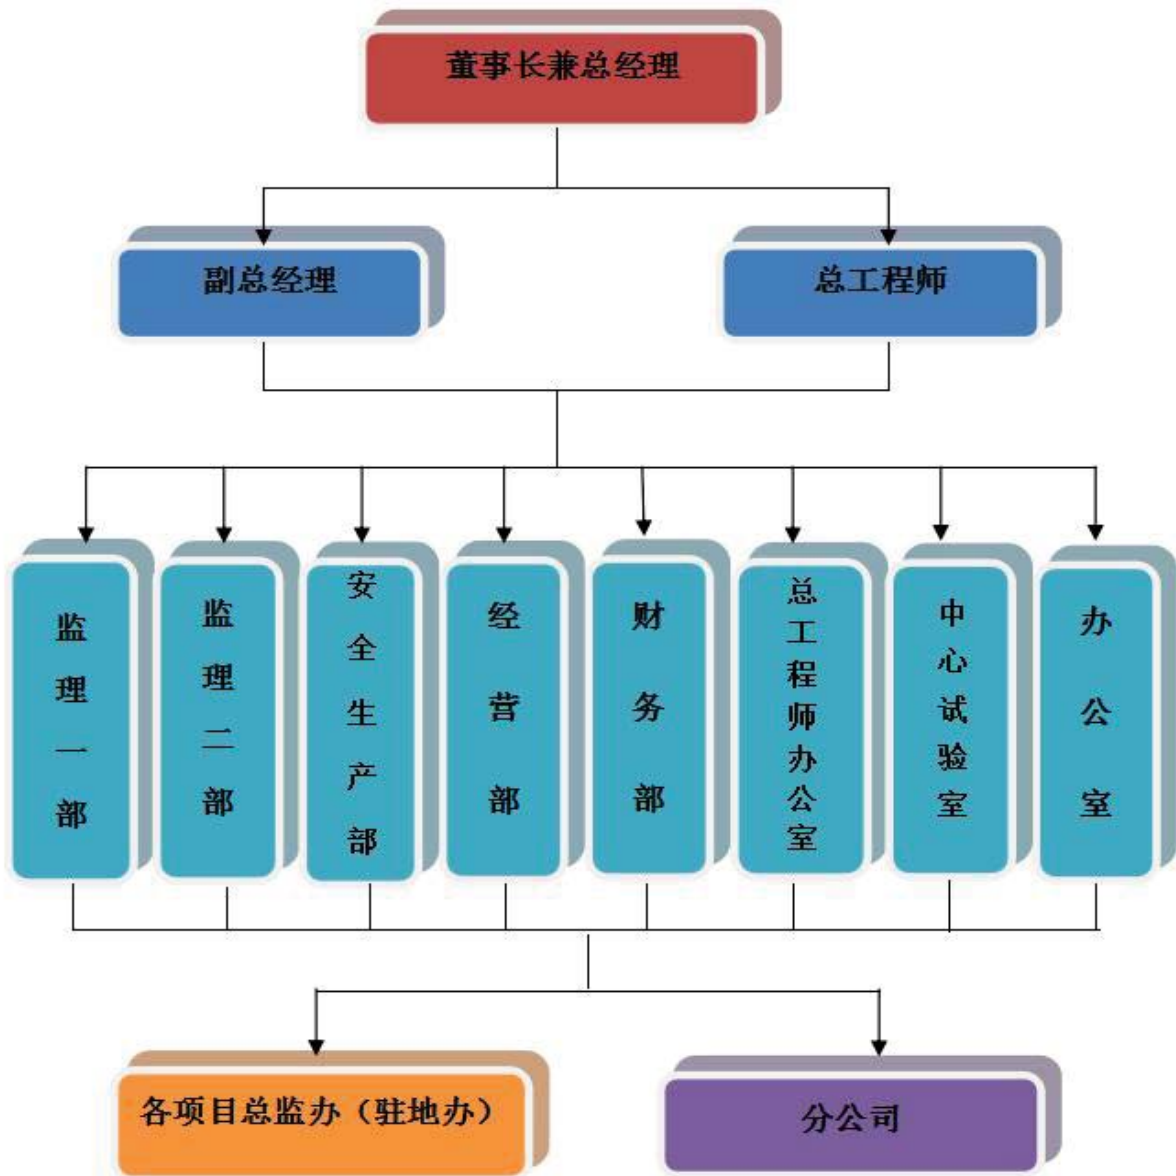 董事长兼总经理
副总经理
总工程师
监理一部
监理二部
安全生产部
经营部
财务部
总工程师办公室
中心试验室
办公室
各项目总监办（驻地办）
分公司